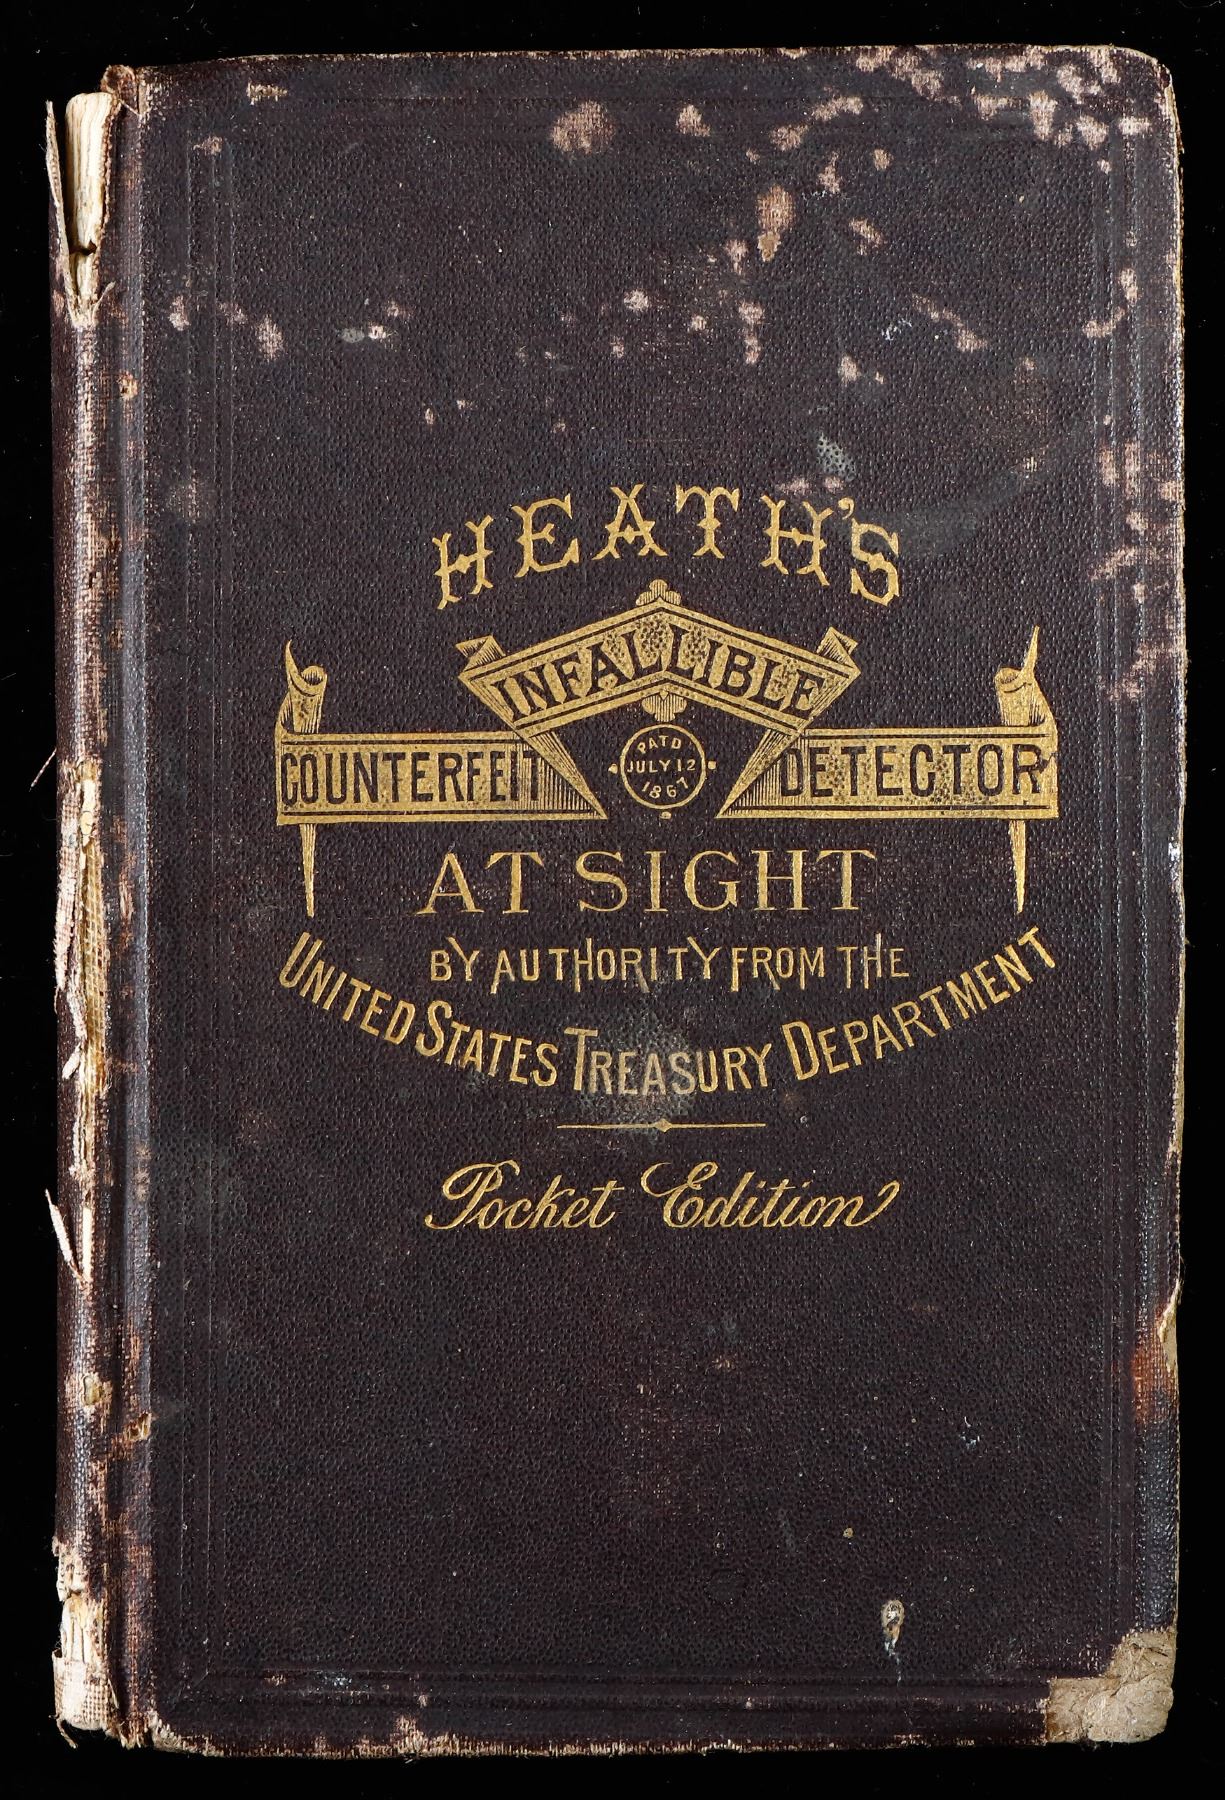 HEATH'S
INFALLIBLE
COUNTERFEIT DETECTOR
PATD
JULY 12
1867
AT SIGHT
BY AUTHORITY FROM THE
UNITED STATES TREASURY DEPARTMENT
Pocket Edition